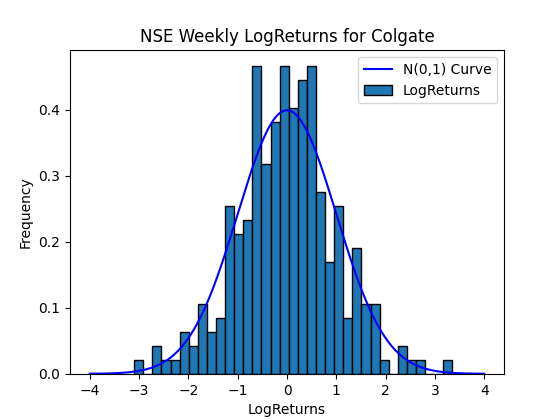 NSE Weekly LogReturns for Colgate
N(0,1) Curve
LogReturns
Frequency
0.4
0.3
0.2
0.1
0.0
−4 −3 −2 −1 0 1 2 3 4
LogReturns